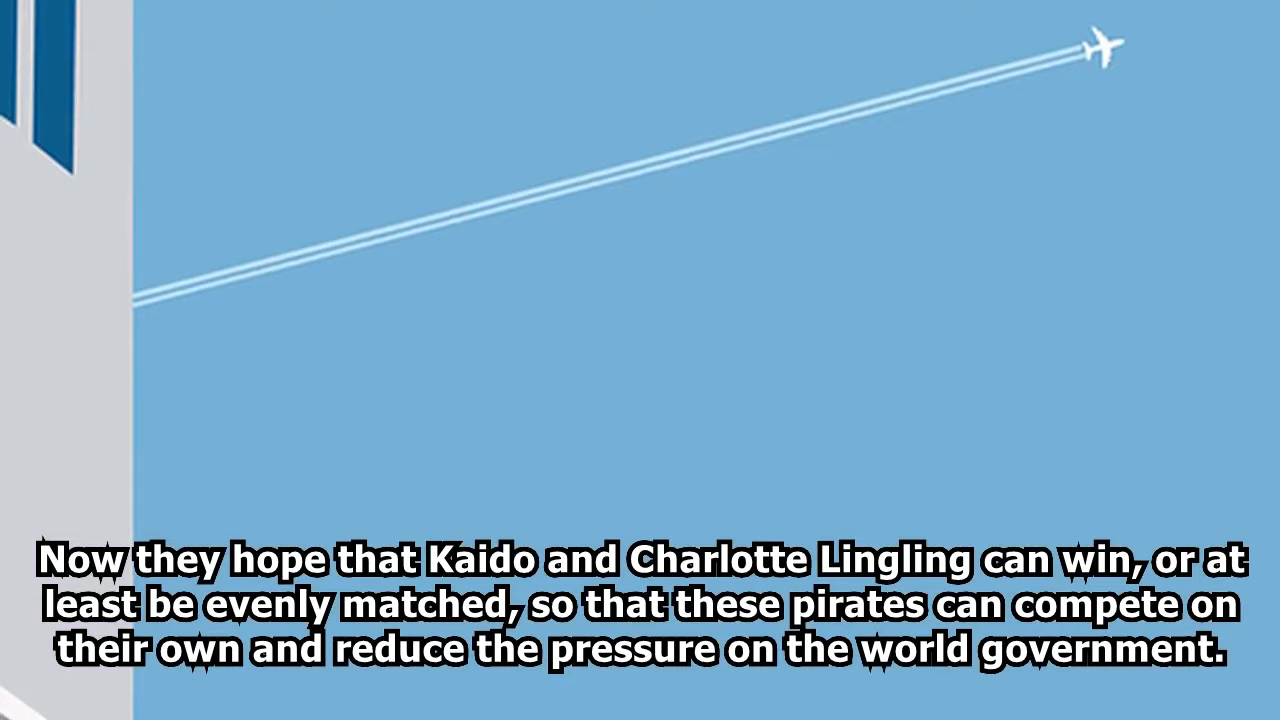 Now they hope that Kaido and Charlotte Lingling can win, or at
least be evenly matched, so that these pirates can compete on
their own and reduce the pressure on the world government.